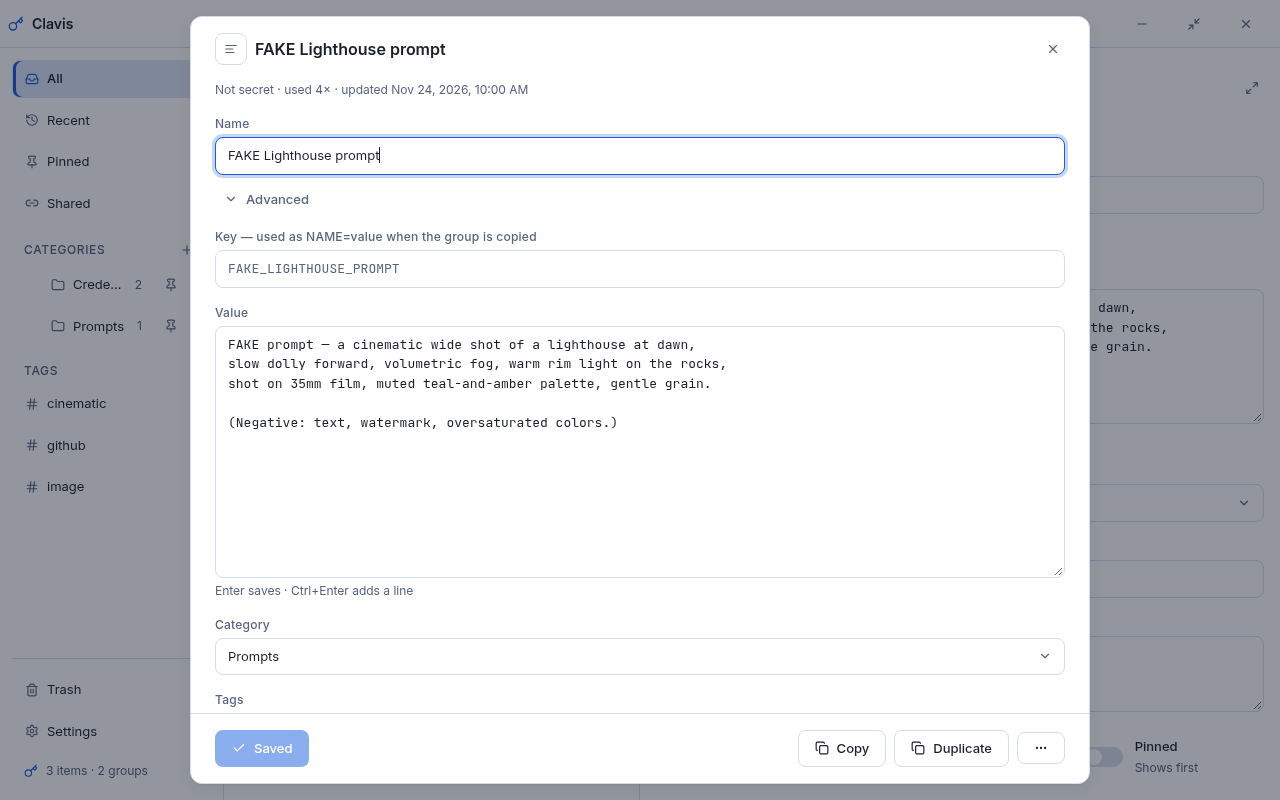 Clavis
All
Recent
Pinned
Shared
CATEGORIES
Crede... 2
Prompts 1
TAGS
cinematic
github
image
Trash
Settings
3 items · 2 groups
FAKE Lighthouse prompt
Not secret · used 4× · updated Nov 24, 2026, 10:00 AM
Name
FAKE Lighthouse prompt
Advanced
Key — used as NAME=value when the group is copied
FAKE_LIGHTHOUSE_PROMPT
Value
FAKE prompt — a cinematic wide shot of a lighthouse at dawn,
slow dolly forward, volumetric fog, warm rim light on the rocks,
shot on 35mm film, muted teal-and-amber palette, gentle grain.
(Negative: text, watermark, oversaturated colors.)
Enter saves · Ctrl+Enter adds a line
Category
Prompts
Tags
Saved
Copy
Duplicate
dawn,
the rocks,
e grain.
Pinned
Shows first